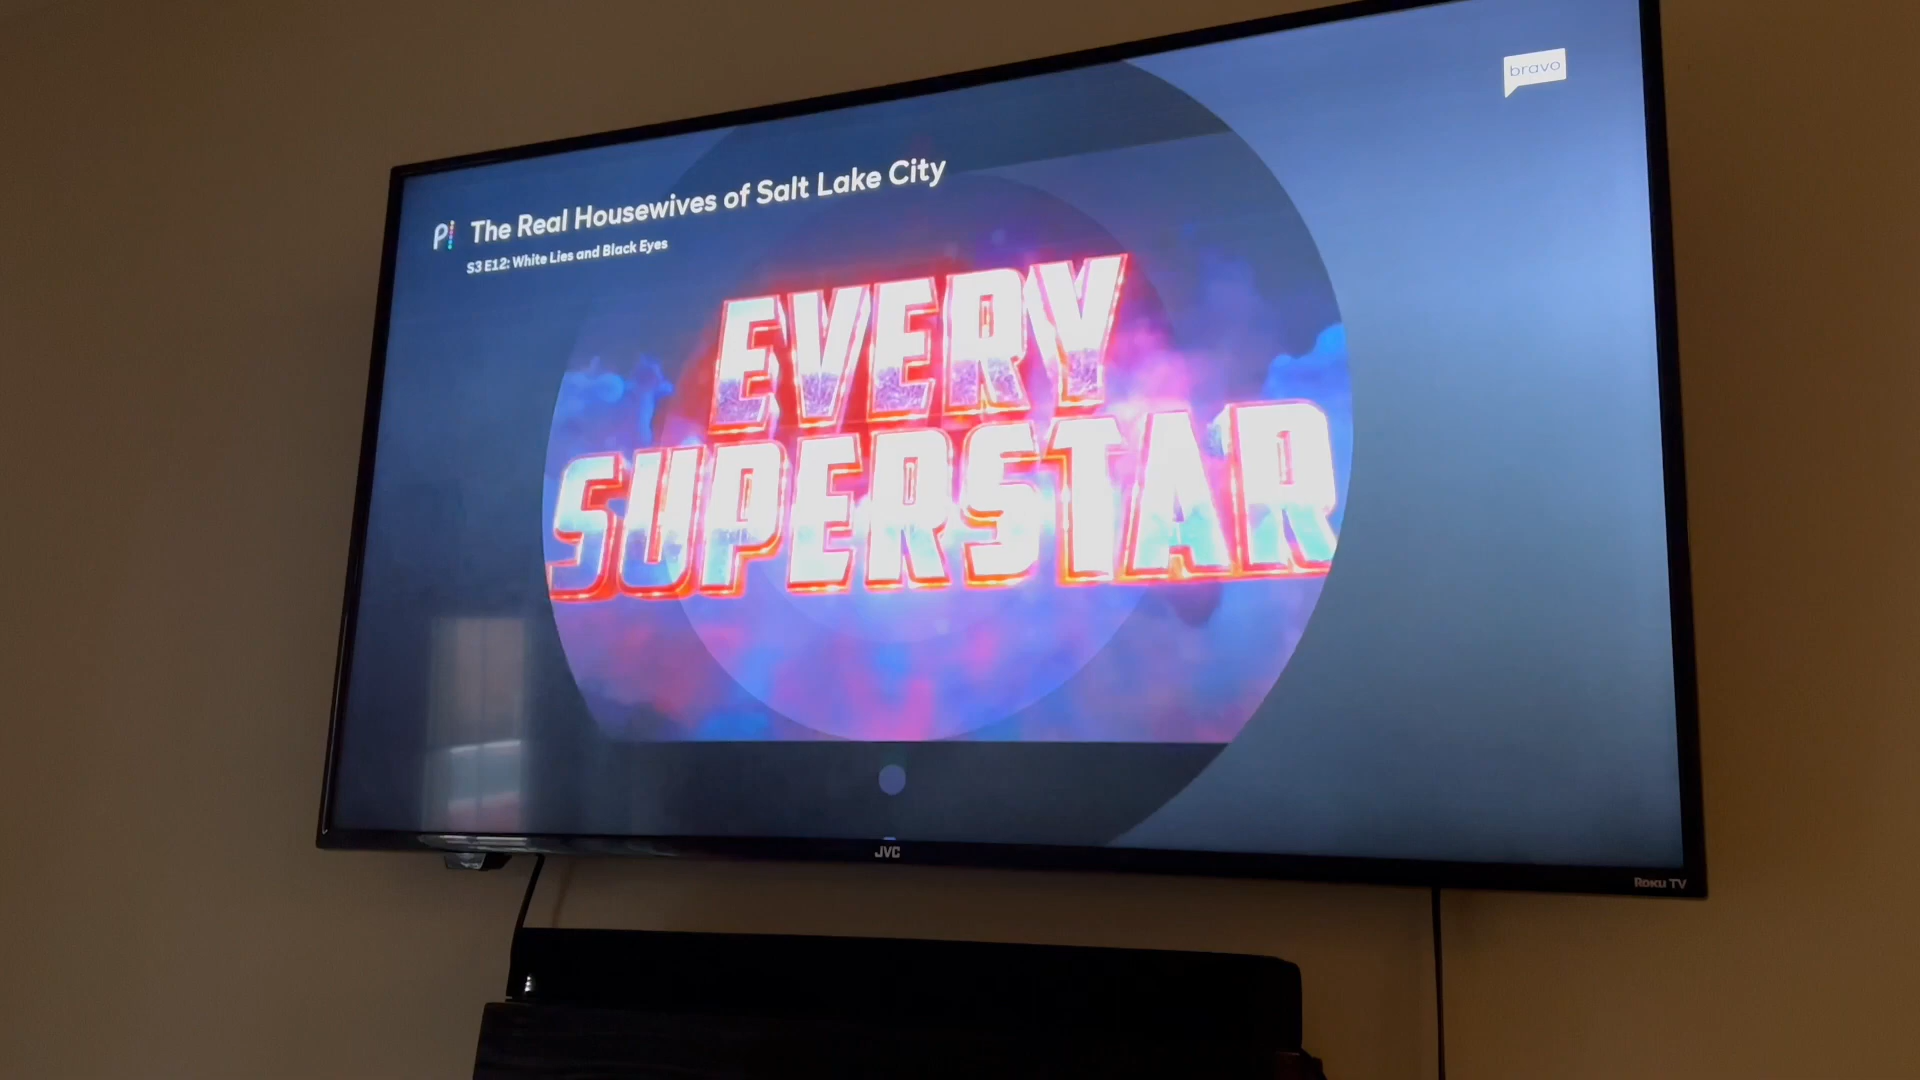 bravo
The Real Housewives of Salt Lake City
S3 E12: White Lies and Black Eyes
EVERY
SUPERSTAR
JVC
Roku TV